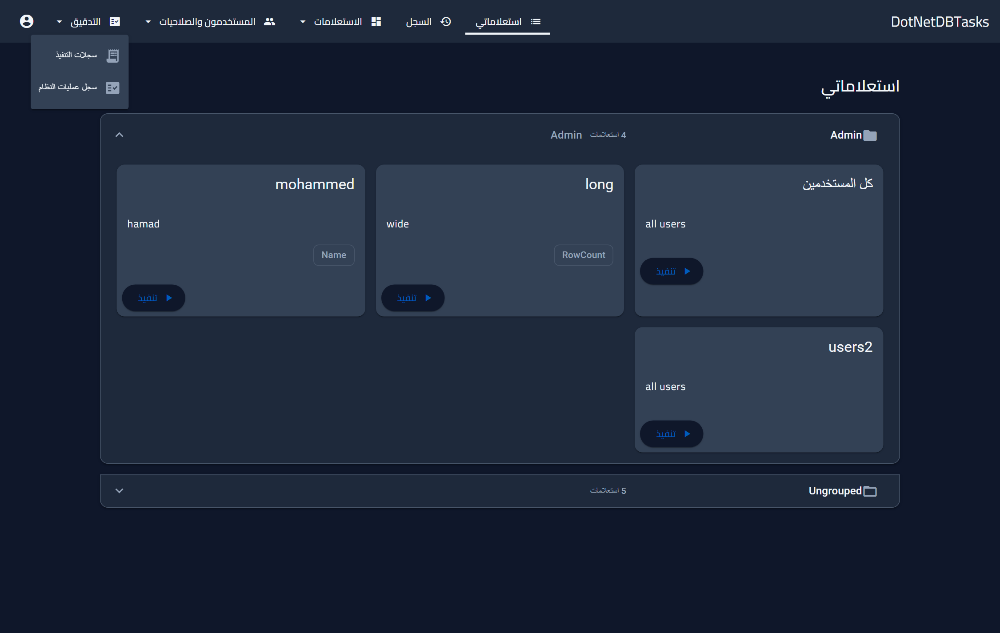 DotNetDBTasks
استعلاماتي
السجل
الاستعلامات
المستخدمون والصلاحيات
التدقيق
سجلات التنفيذ
سجل عمليات النظام
استعلاماتي
Admin
4 استعلامات
Admin
كل المستخدمين
all users
تنفيذ
long
wide
RowCount
تنفيذ
mohammed
hamad
Name
تنفيذ
users2
all users
تنفيذ
Ungrouped
5 استعلامات